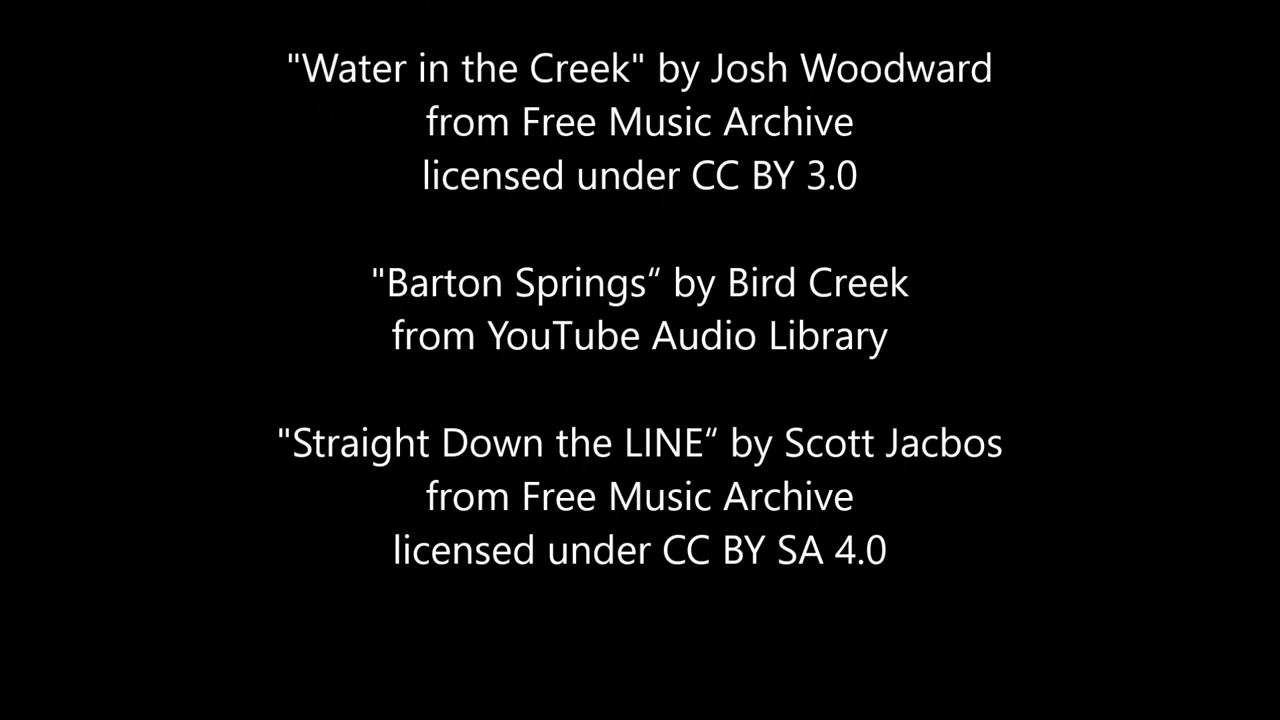 "Water in the Creek" by Josh Woodward
from Free Music Archive
licensed under CC BY 3.0
"Barton Springs“ by Bird Creek
from YouTube Audio Library
"Straight Down the LINE“ by Scott Jacbos
from Free Music Archive
licensed under CC BY SA 4.0